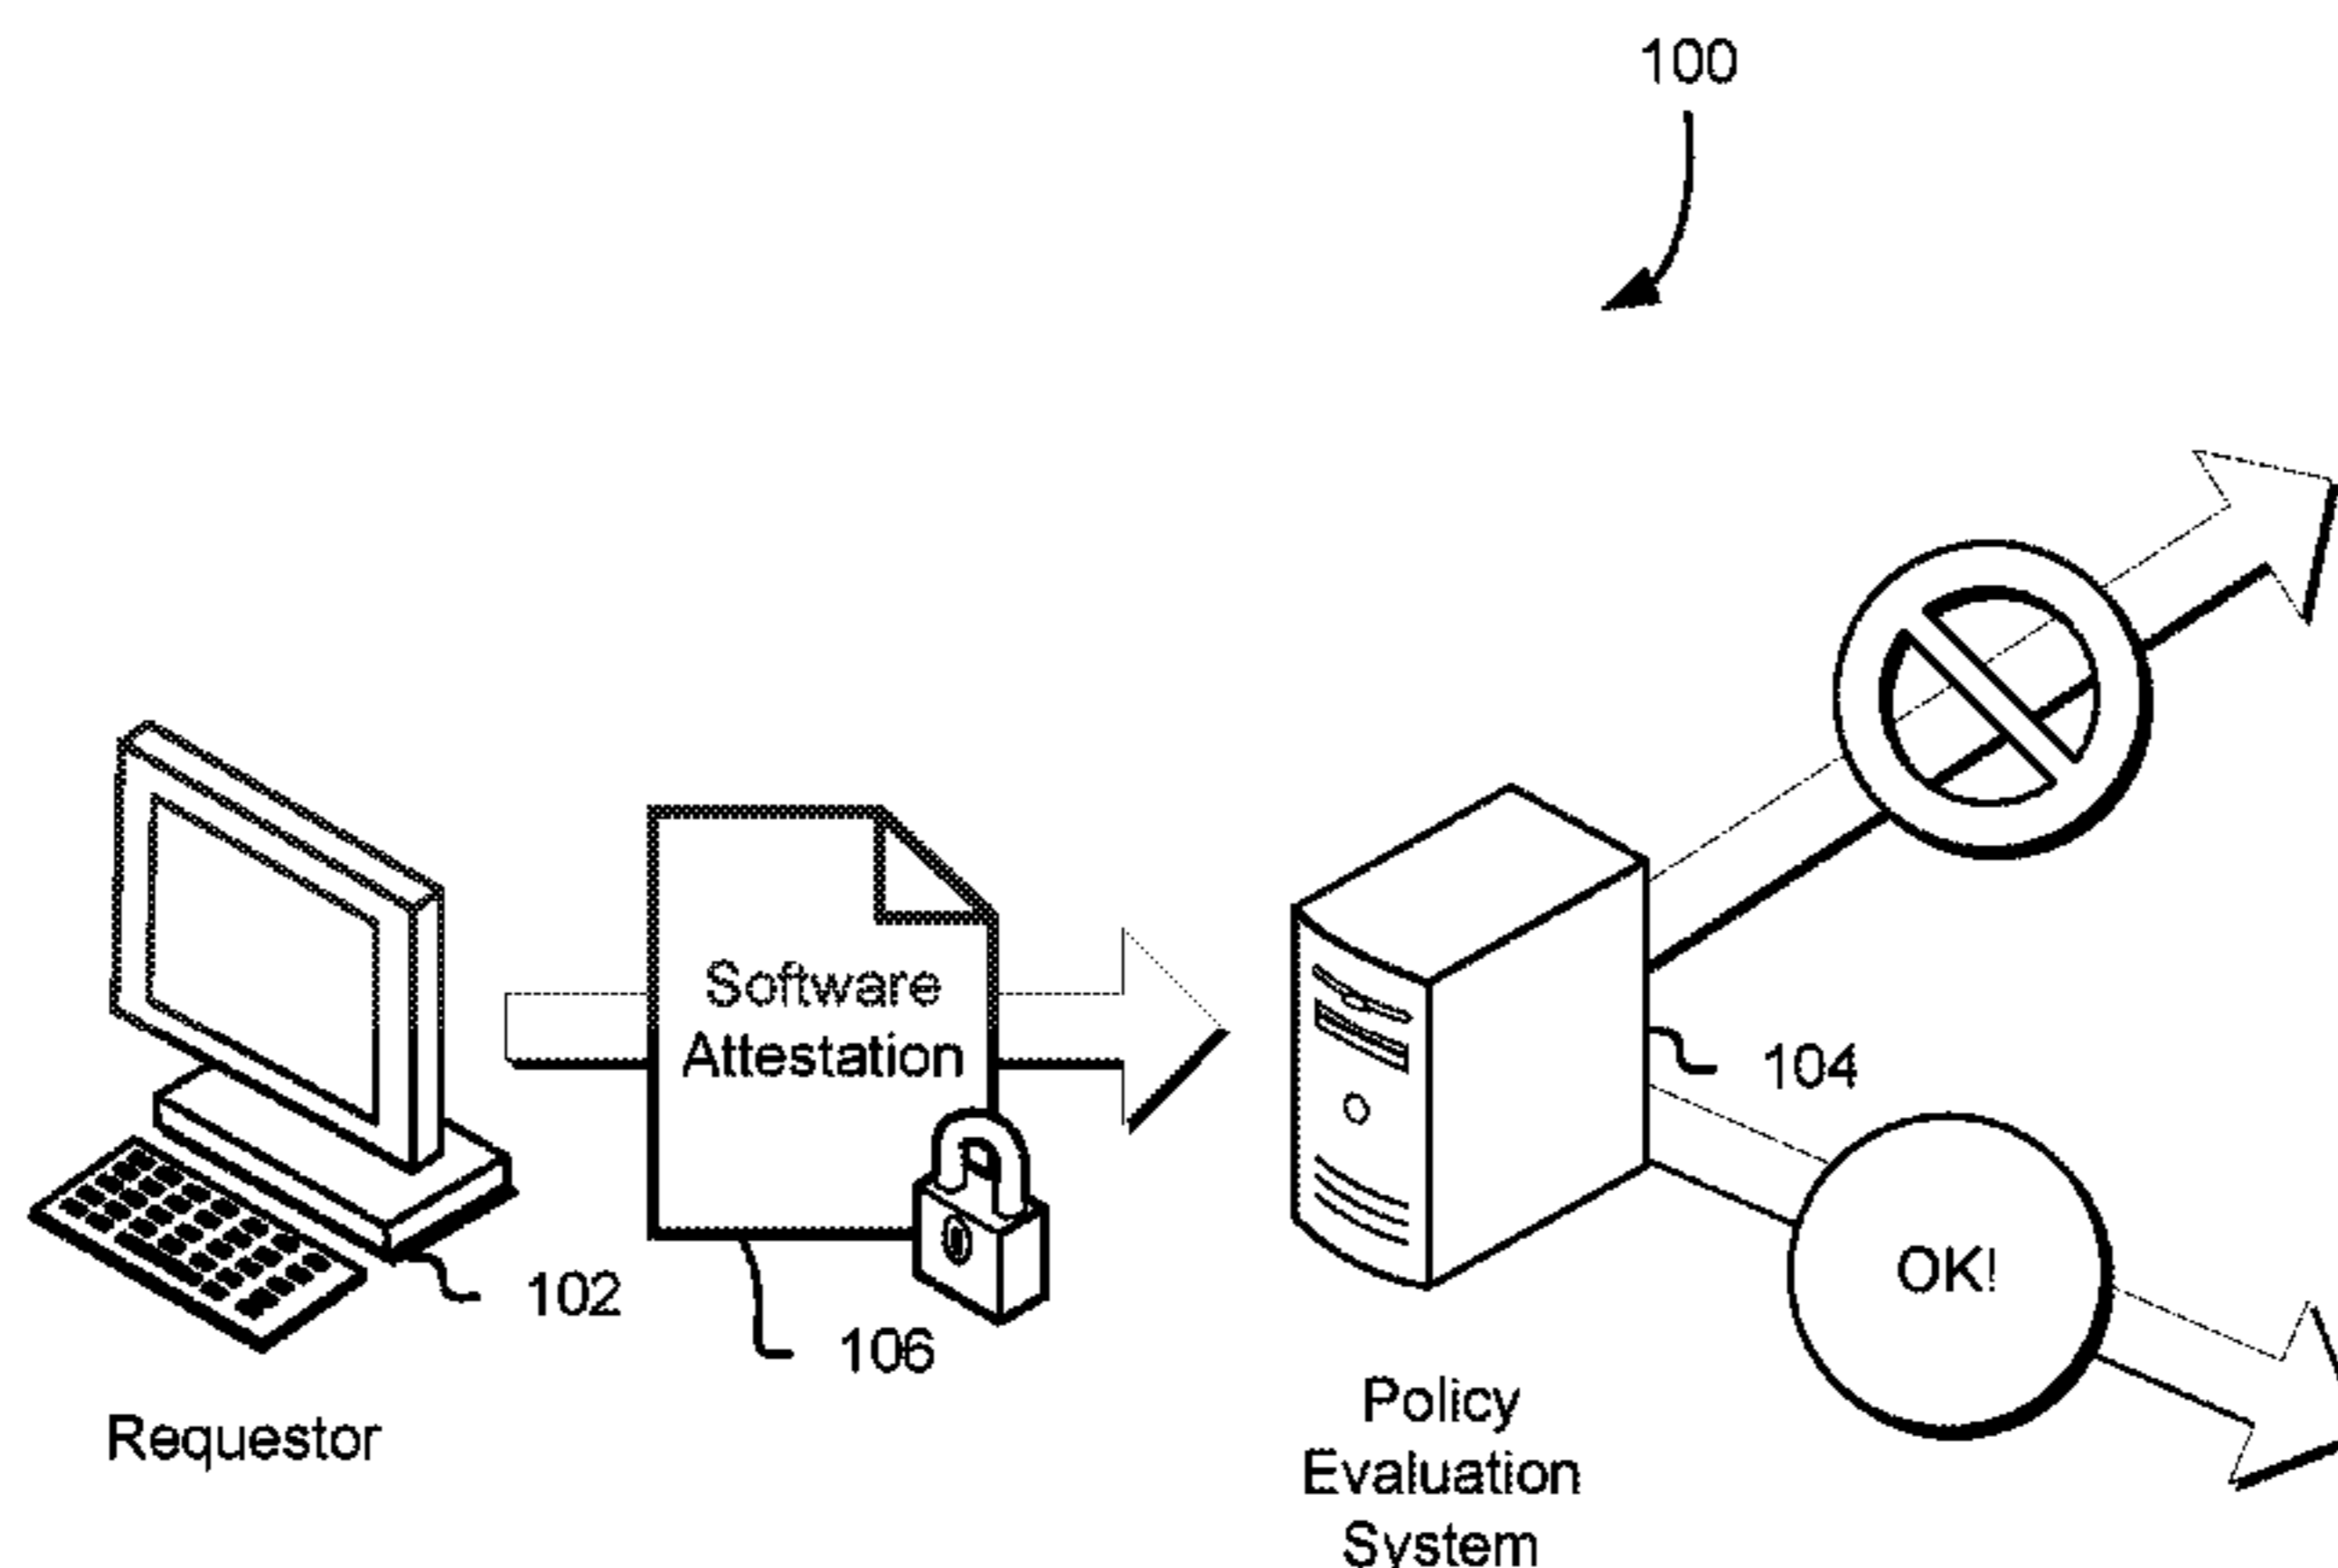 100
Software
Attestation
104
OK!
102
106
Requestor
Policy
Evaluation
System